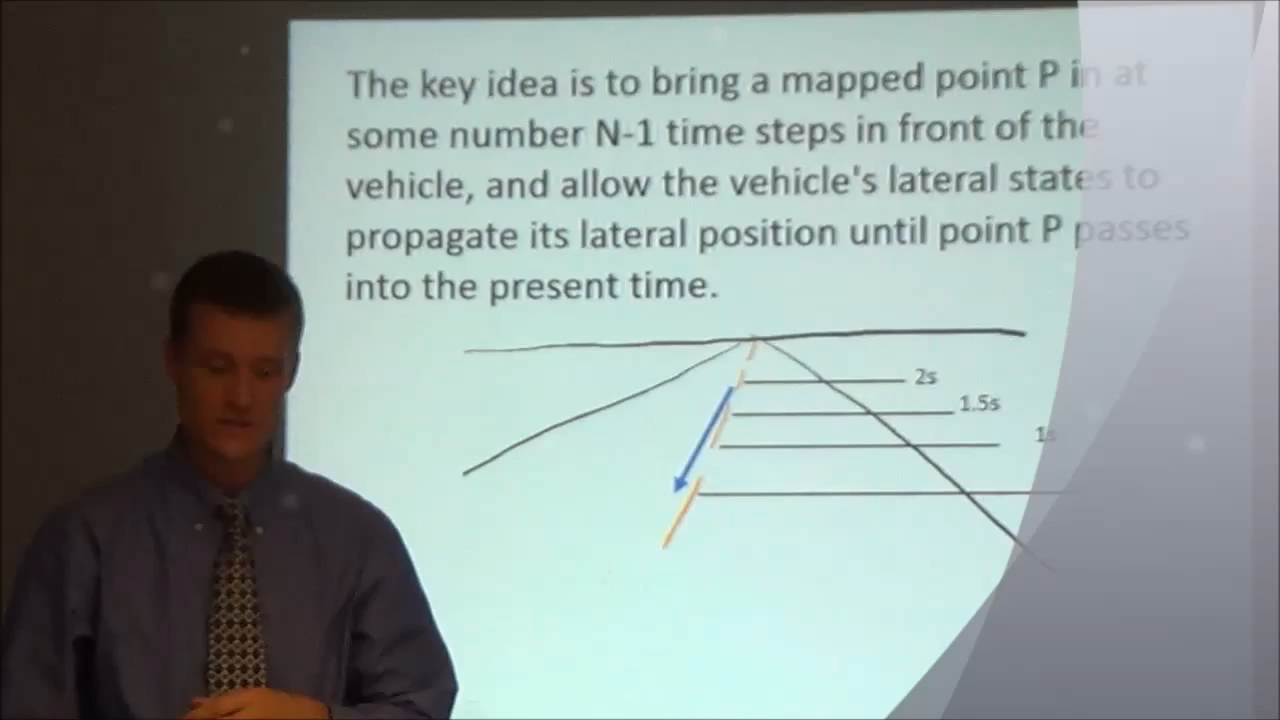 The key idea is to bring a mapped point P in at
some number N-1 time steps in front of the
vehicle, and allow the vehicle's lateral states to
propagate its lateral position until point P passes
into the present time.
2s
1.5s
1s